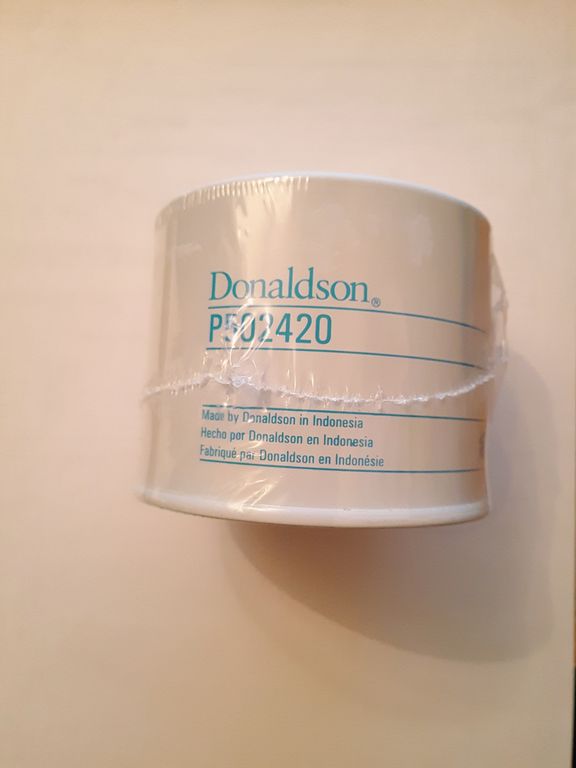 Donaldson®
P502420
Made by Donaldson in Indonesia
Hecho por Donaldson en Indonesia
Fabriqué par Donaldson en Indonésie